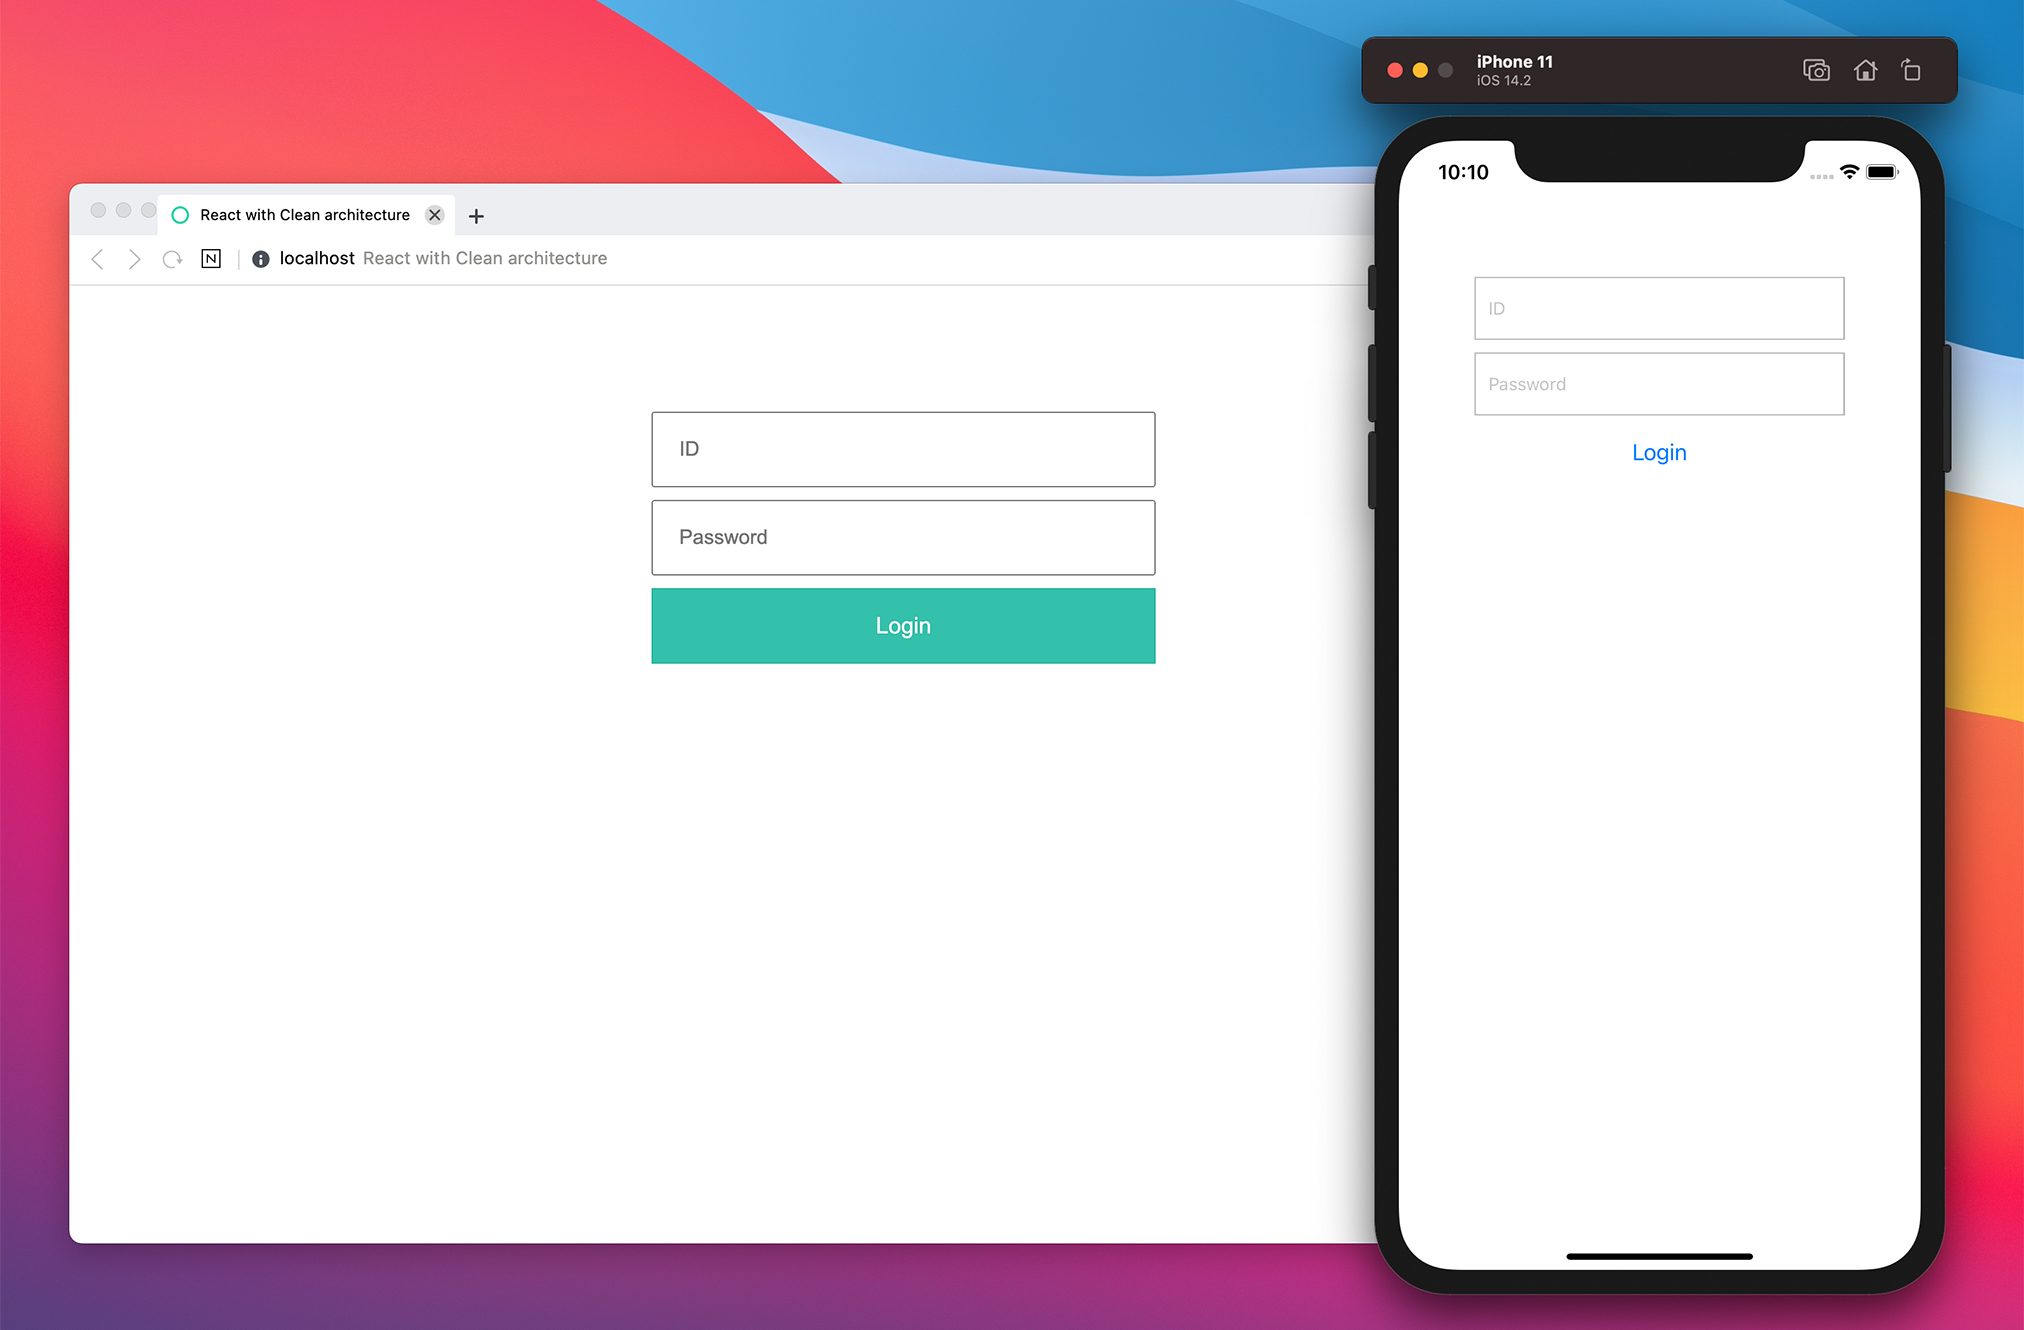 React with Clean architecture
N
localhost React with Clean architecture
ID
Password
Login
iPhone 11
iOS 14.2
10:10
ID
Password
Login